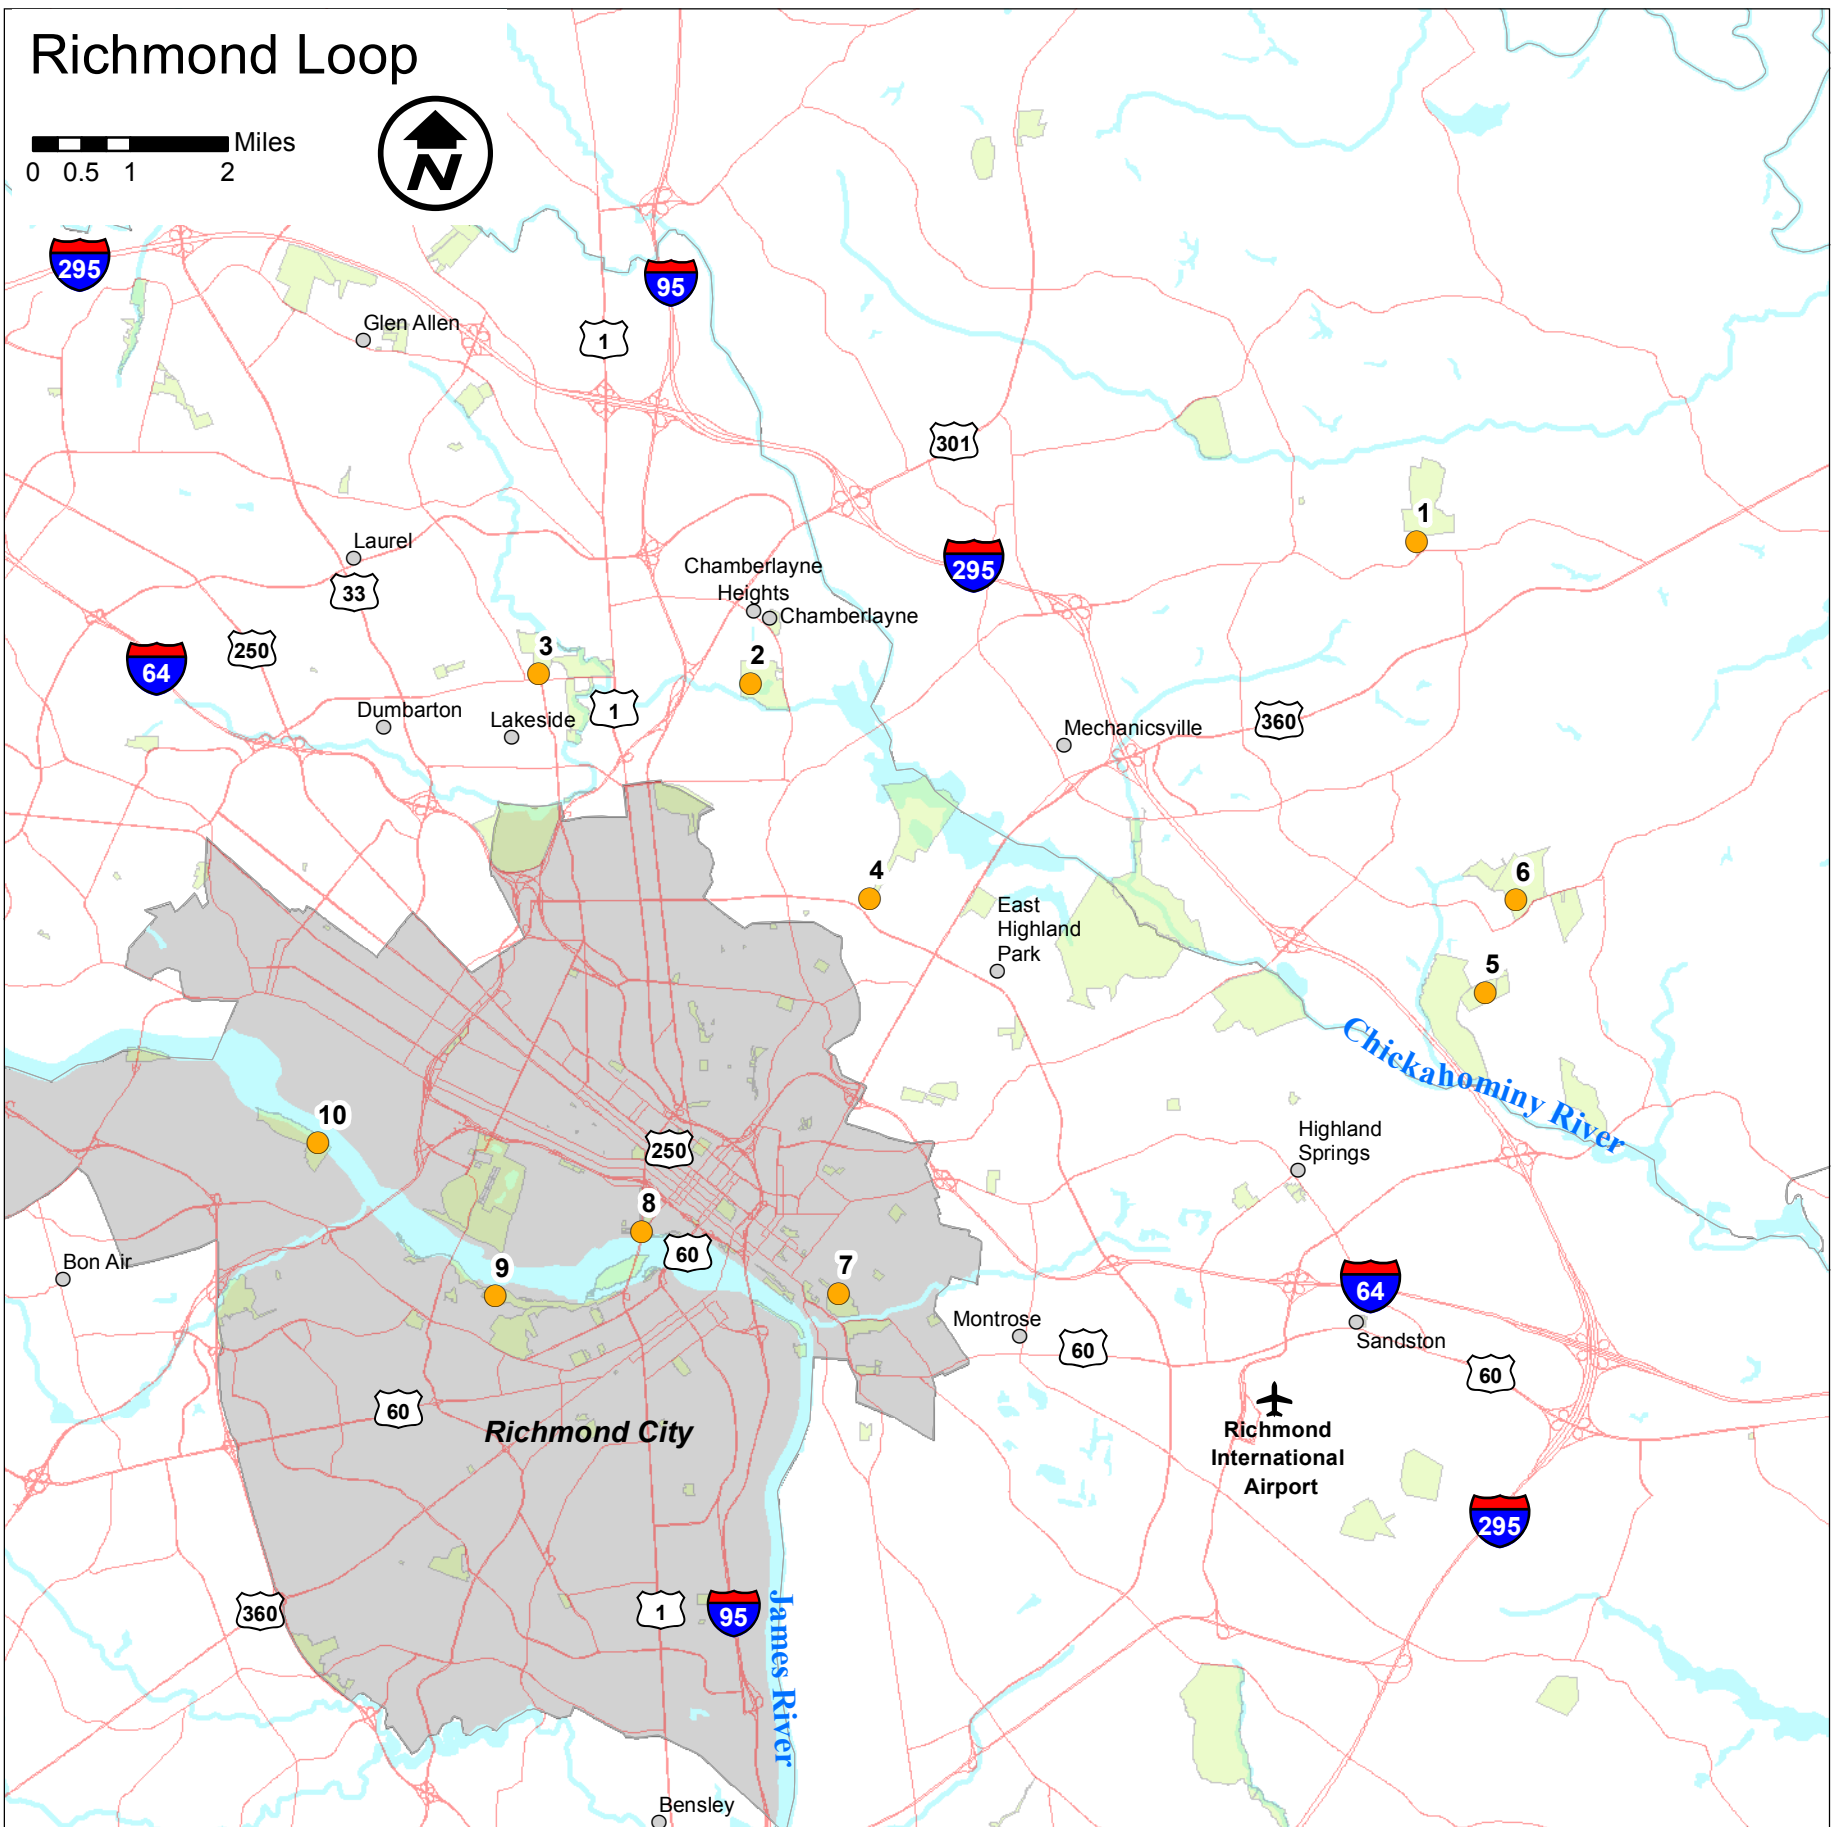 Richmond Loop
Miles
0 0.5 1 2
N
295
95
Glen Allen
1
301
1
Laurel
295
Chamberlayne
Heights
33
Chamberlayne
250
3
2
64
Dumbarton
Lakeside
1
360
Mechanicsville
4
6
East
Highland
Park
5
Chickahominy River
10
Highland
Springs
250
8
60
Bon Air
9
7
64
Montrose
60
Sandston
60
60
Richmond City
Richmond
International
Airport
295
360
1
95
James River
Bensley